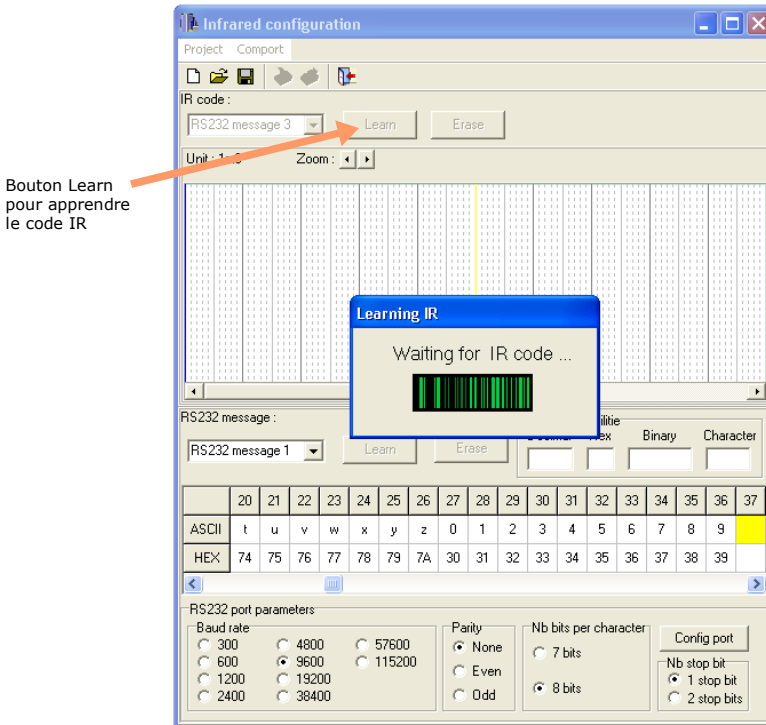 Infrared configuration
Project Comport
IR code :
RS232 message 3 Learn Erase
Unit : Zoom :
Bouton Learn
pour apprendre
le code IR
Learning IR
Waiting for IR code ...
RS232 message :
RS232 message 1 Learn Erase
Binary Character
20 21 22 23 24 25 26 27 28 29 30 31 32 33 34 35 36 37
ASCII t u v w x y z 0 1 2 3 4 5 6 7 8 9
HEX 74 75 76 77 78 79 7A 30 31 32 33 34 35 36 37 38 39
RS232 port parameters
Baud rate
300 4800 57600
600 9600 115200
1200 19200
2400 38400
Parity
None
Even
Odd
Nb bits per character
7 bits
8 bits
Config port
Nb stop bit
1 stop bit
2 stop bits